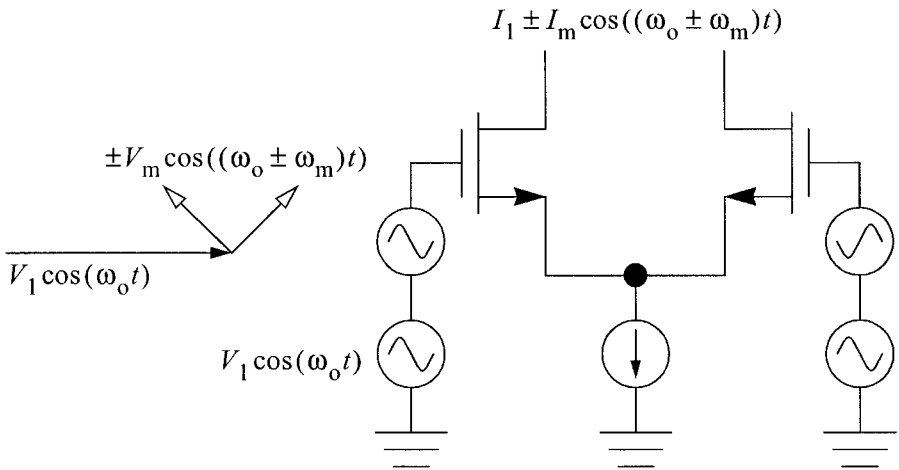 I₁ ± Iₘ cos((ωₒ ± ωₘ)t)
±Vₘ cos((ωₒ ± ωₘ)t)
V₁ cos(ωₒt)
V₁ cos(ωₒt)